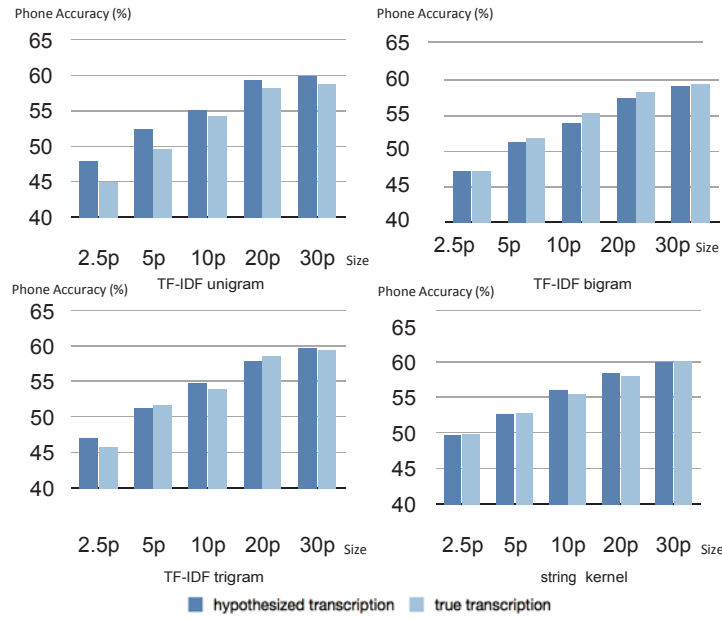 Phone Accuracy (%)
65
60
55
50
45
40
2.5p 5p 10p 20p 30p Size
TF-IDF unigram
Phone Accuracy (%)
65
60
55
50
45
40
2.5p 5p 10p 20p 30p Size
TF-IDF bigram
Phone Accuracy (%)
65
60
55
50
45
40
2.5p 5p 10p 20p 30p Size
TF-IDF trigram
Phone Accuracy (%)
65
60
55
50
45
40
2.5p 5p 10p 20p 30p Size
string kernel
hypothesized transcription true transcription